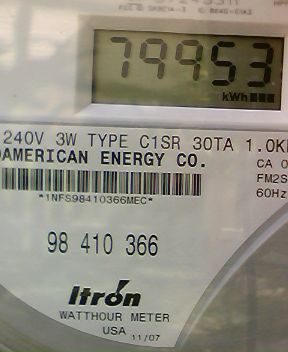 79953
kWh
240V 3W TYPE C1SR 30TA 1.0K
DAMERICAN ENERGY CO.
CA 0
FM2S
60Hz
*1NFS98410366MEC*
98 410 366
Itron
WATTHOUR METER
USA 11/07